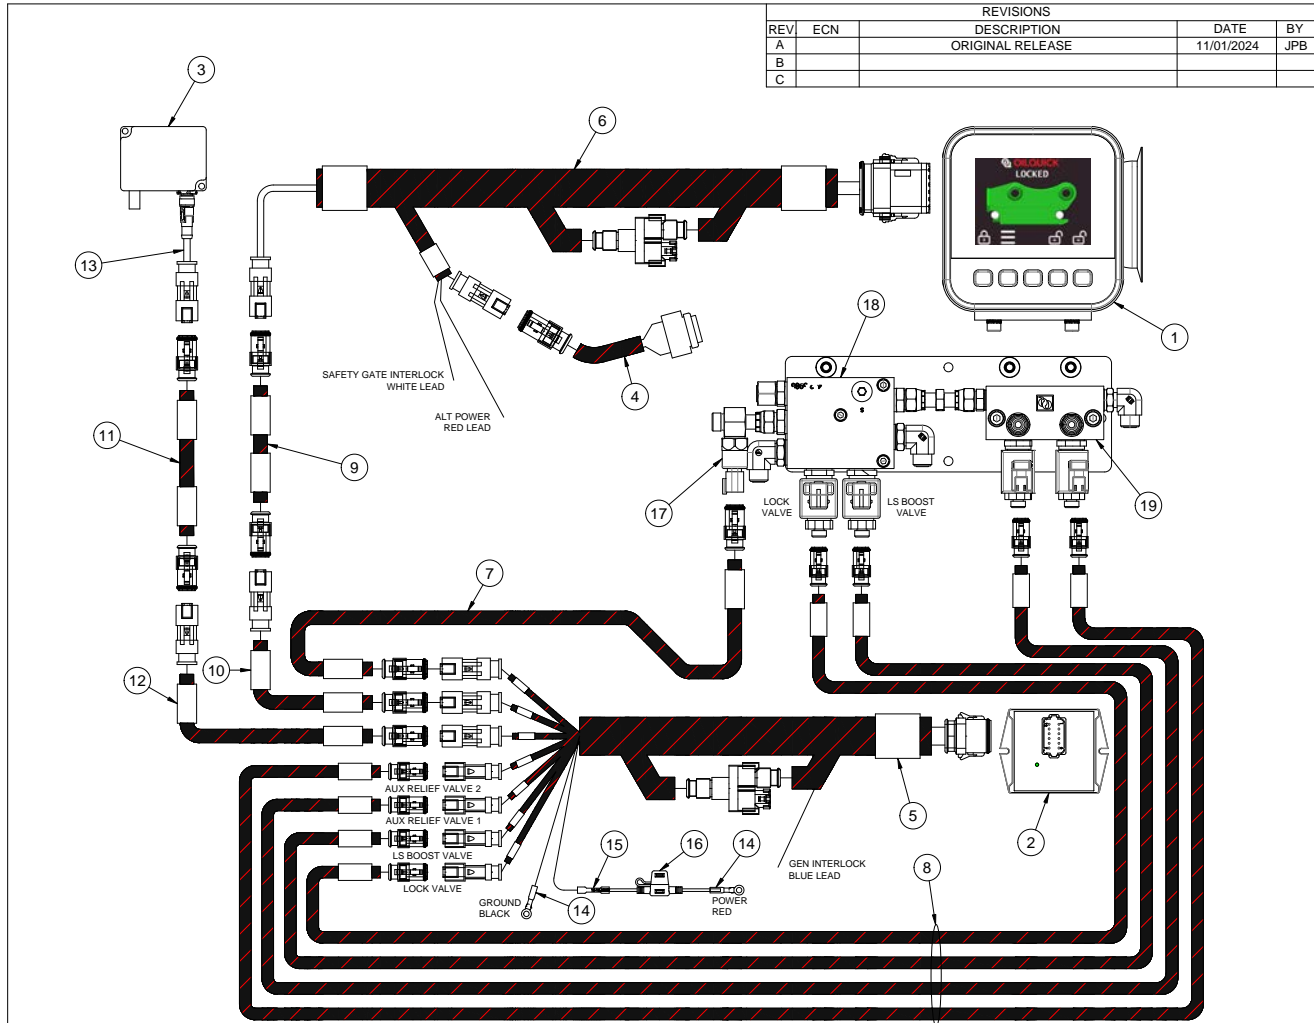 REVISIONS
REV. ECN DESCRIPTION DATE BY
A ORIGINAL RELEASE 11/01/2024 JPB
B
C
3
6
OILQUICK
LOCKED
13
18
1
SAFETY GATE INTERLOCK
WHITE LEAD
4
ALT POWER
RED LEAD
11
9
17
LOCK
VALVE
LS BOOST
VALVE
19
7
10
12
AUX RELIEF VALVE 2
AUX RELIEF VALVE 1
LS BOOST VALVE
LOCK VALVE
5
2
15
16
14
GEN INTERLOCK
BLUE LEAD
8
GROUND
BLACK
14
POWER
RED